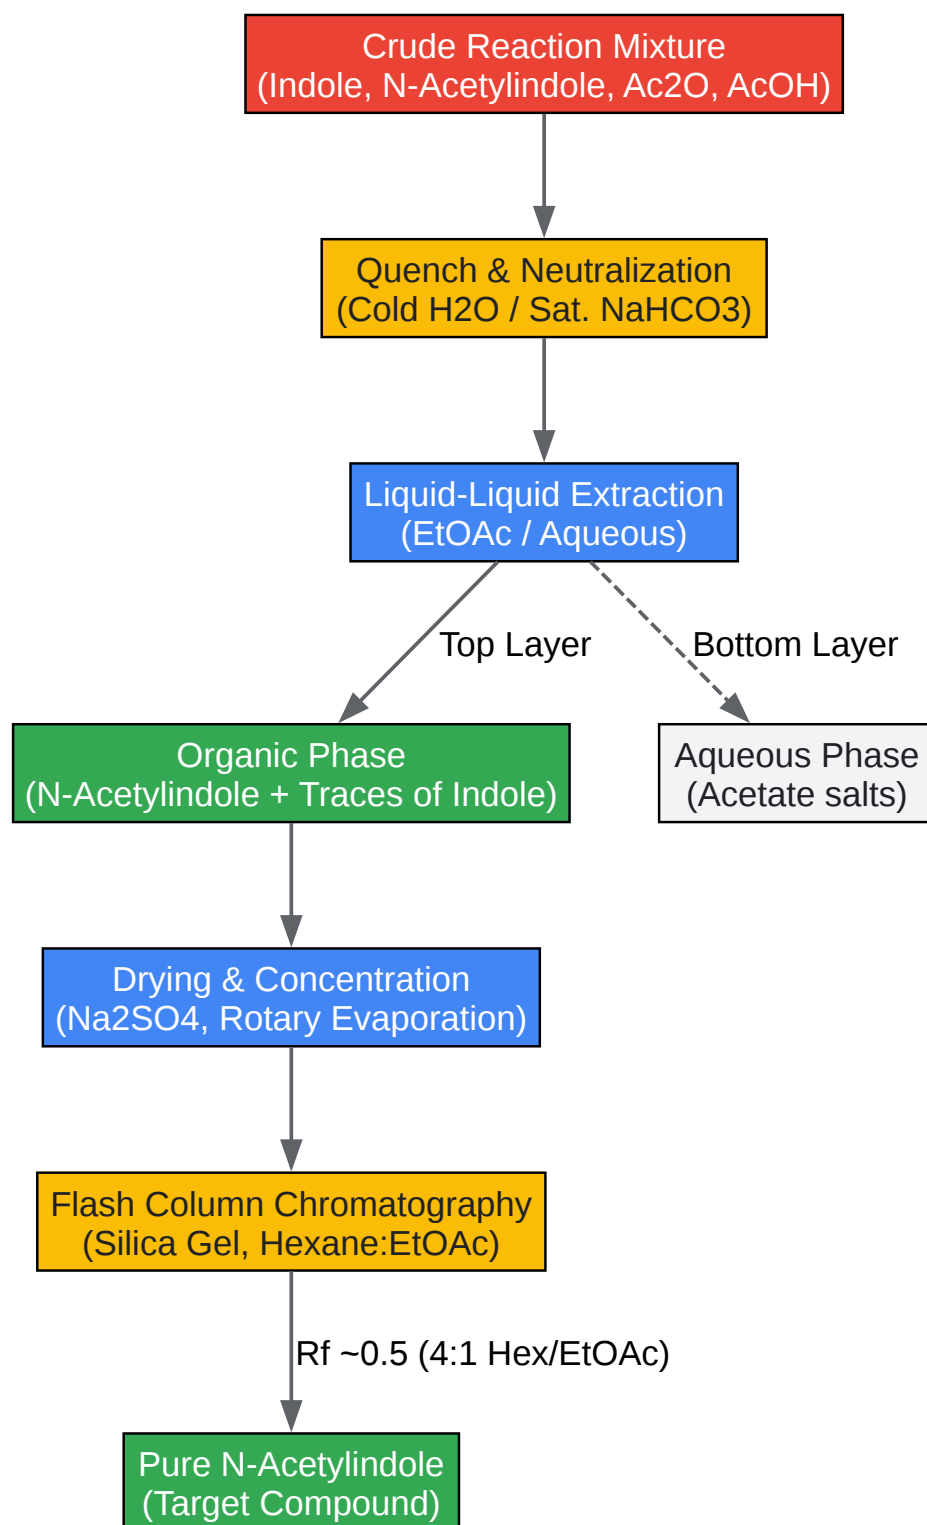 Crude Reaction Mixture
(Indole, N-Acetylindole, Ac2O, AcOH)
Quench & Neutralization
(Cold H2O / Sat. NaHCO3)
Liquid-Liquid Extraction
(EtOAc / Aqueous)
Top Layer
Bottom Layer
Organic Phase
(N-Acetylindole + Traces of Indole)
Aqueous Phase
(Acetate salts)
Drying & Concentration
(Na2SO4, Rotary Evaporation)
Flash Column Chromatography
(Silica Gel, Hexane:EtOAc)
Rf ~0.5 (4:1 Hex/EtOAc)
Pure N-Acetylindole
(Target Compound)